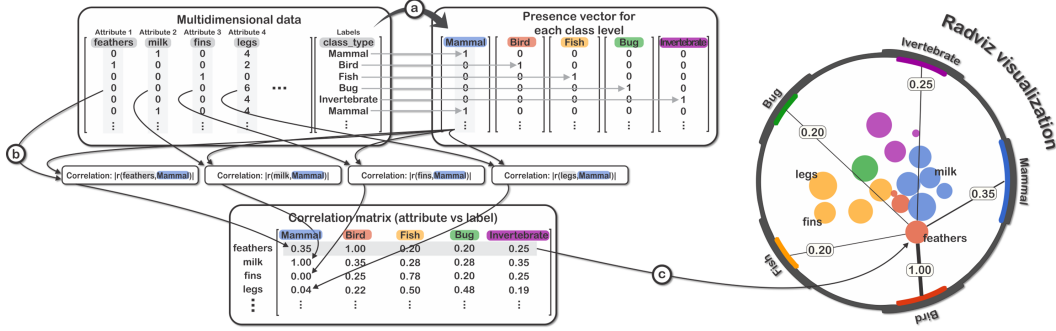 Multidimensional data
Attribute 1 Attribute 2 Attribute 3 Attribute 4 Labels
feathers milk fins legs class_type
0 1 0 4 Mammal
1 0 0 2 Bird
0 0 1 0 Fish
0 0 0 6 ... Bug
0 0 0 4 Invertebrate
0 1 0 4 Mammal
⋮ ⋮ ⋮ ⋮ ⋮
a
Presence vector for
each class level
Mammal Bird Fish Bug Invertebrate
1 0 0 0 0
0 1 0 0 0
0 0 1 0 0
0 0 0 1 0
0 0 0 0 1
1 0 0 0 0
⋮ ⋮ ⋮ ⋮ ⋮
b
Correlation: |r(feathers,Mammal)|
Correlation: |r(milk,Mammal)|
Correlation: |r(fins,Mammal)|
Correlation: |r(legs,Mammal)|
Correlation matrix (attribute vs label)
Mammal Bird Fish Bug Invertebrate
feathers 0.35 1.00 0.20 0.20 0.25
milk 1.00 0.35 0.28 0.28 0.35
fins 0.00 0.25 0.78 0.20 0.25
legs 0.04 0.22 0.50 0.48 0.19
⋮ ⋮ ⋮ ⋮ ⋮ ⋮
c
Radviz visualization
Ivertebrate
0.25
Bug
0.20
legs
milk
Mammal
0.35
fins
feathers
0.20
Fish
1.00
Bird